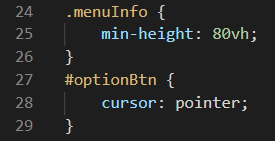 24 .menuInfo {
25     min-height: 80vh;
26 }
27 #optionBtn {
28     cursor: pointer;
29 }